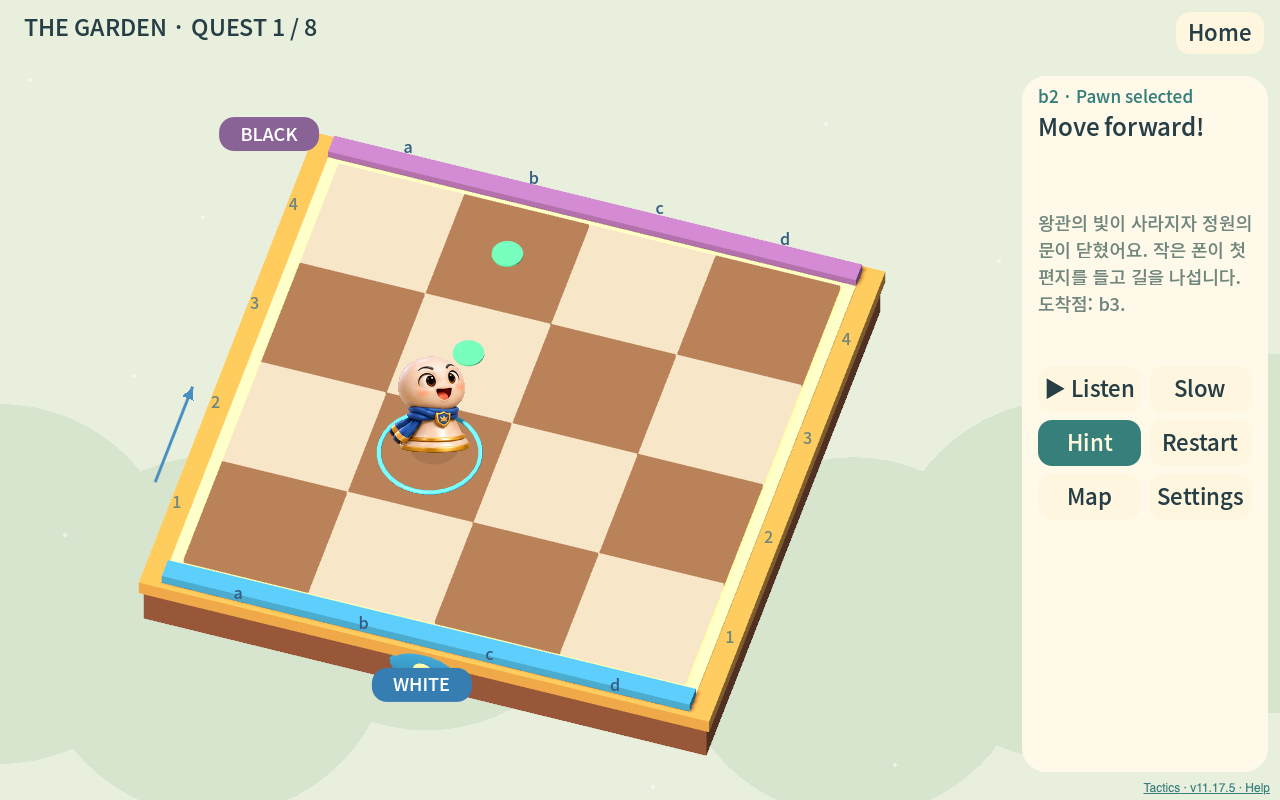 THE GARDEN · QUEST 1 / 8
Home
b2 · Pawn selected
Move forward!
왕관의 빛이 사라지자 정원의
문이 닫혔어요. 작은 폰이 첫
편지를 들고 길을 나섭니다.
도착점: b3.
▶ Listen
Slow
Hint
Restart
Map
Settings
BLACK
a
b
c
d
4
3
2
1
4
3
2
1
a
b
c
d
WHITE
Tactics · v11.17.5 · Help